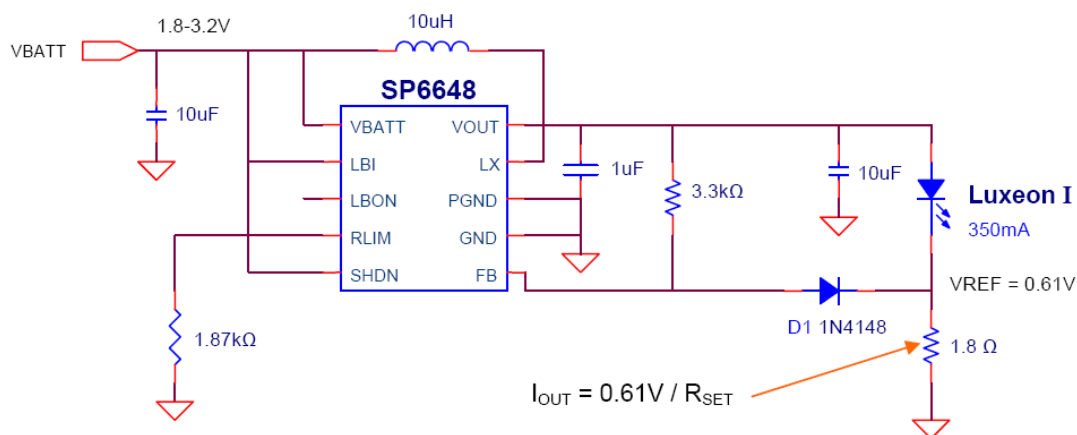 1.8-3.2V
10uH
VBATT
SP6648
10uF
VBATT
VOUT
LBI
LX
1uF
10uF
LBON
PGND
3.3kΩ
Luxeon I
RLIM
GND
350mA
SHDN
FB
VREF = 0.61V
D1 1N4148
1.87kΩ
1.8 Ω
IOUT = 0.61V / RSET